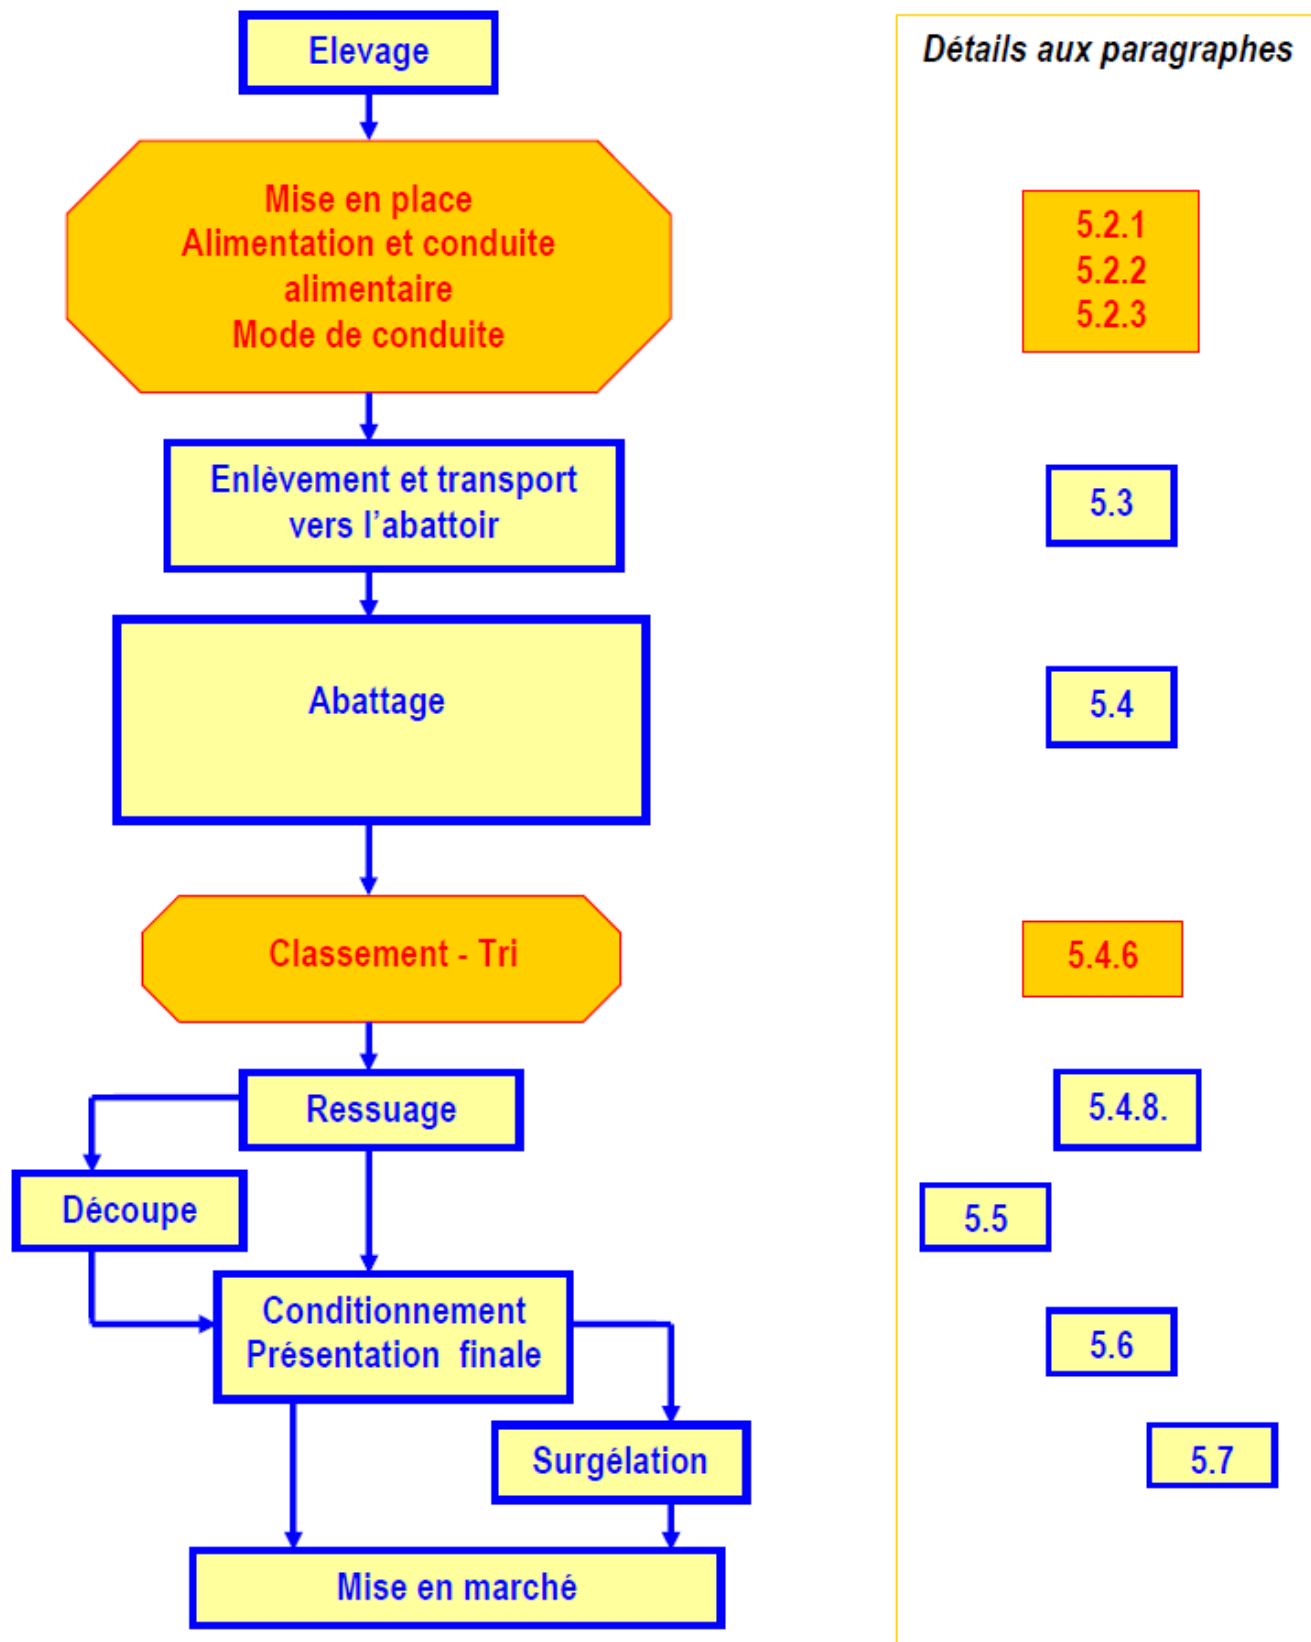 Elevage
Détails aux paragraphes
Mise en place
Alimentation et conduite
alimentaire
Mode de conduite
5.2.1
5.2.2
5.2.3
Enlèvement et transport
vers l'abattoir
5.3
Abattage
5.4
Classement - Tri
5.4.6
Ressuage
5.4.8.
Découpe
5.5
Conditionnement
Présentation finale
5.6
Surgélation
5.7
Mise en marché